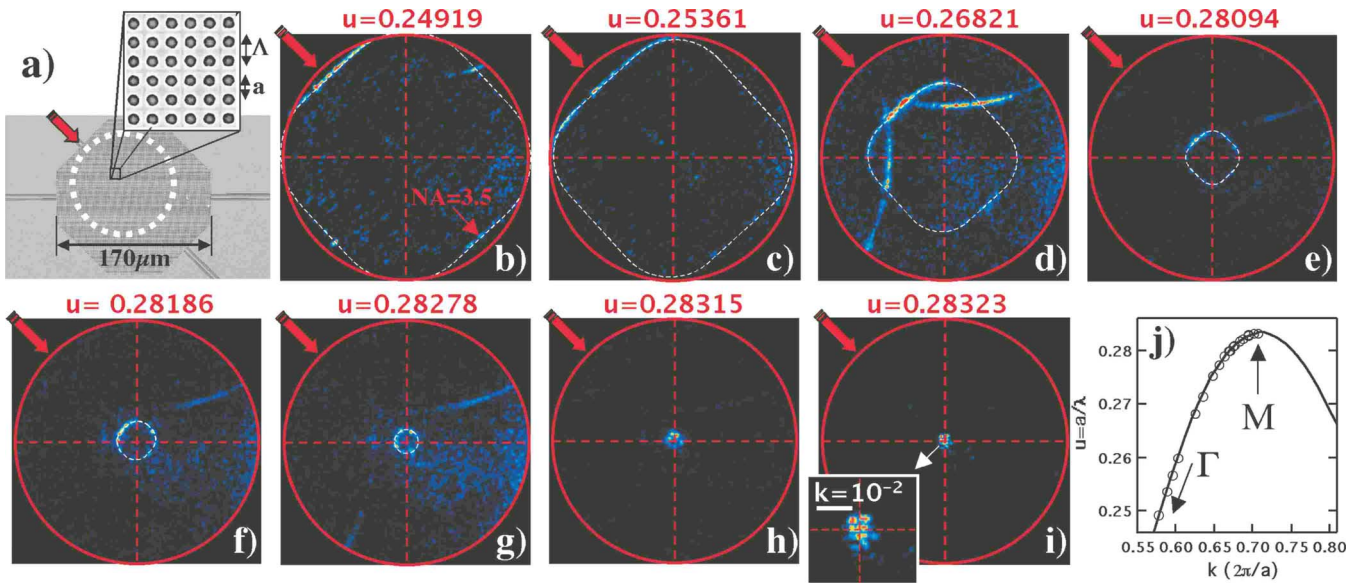 a)
Λ
a
170μm
u=0.24919
NA=3.5
b)
u=0.25361
c)
u=0.26821
d)
u=0.28094
e)
u= 0.28186
f)
u=0.28278
g)
u=0.28315
h)
u=0.28323
k=10⁻²
i)
j)
u=a/λ
0.28
0.27
0.26
0.25
M
Γ
0.55 0.60 0.65 0.70 0.75 0.80
k (2π/a)